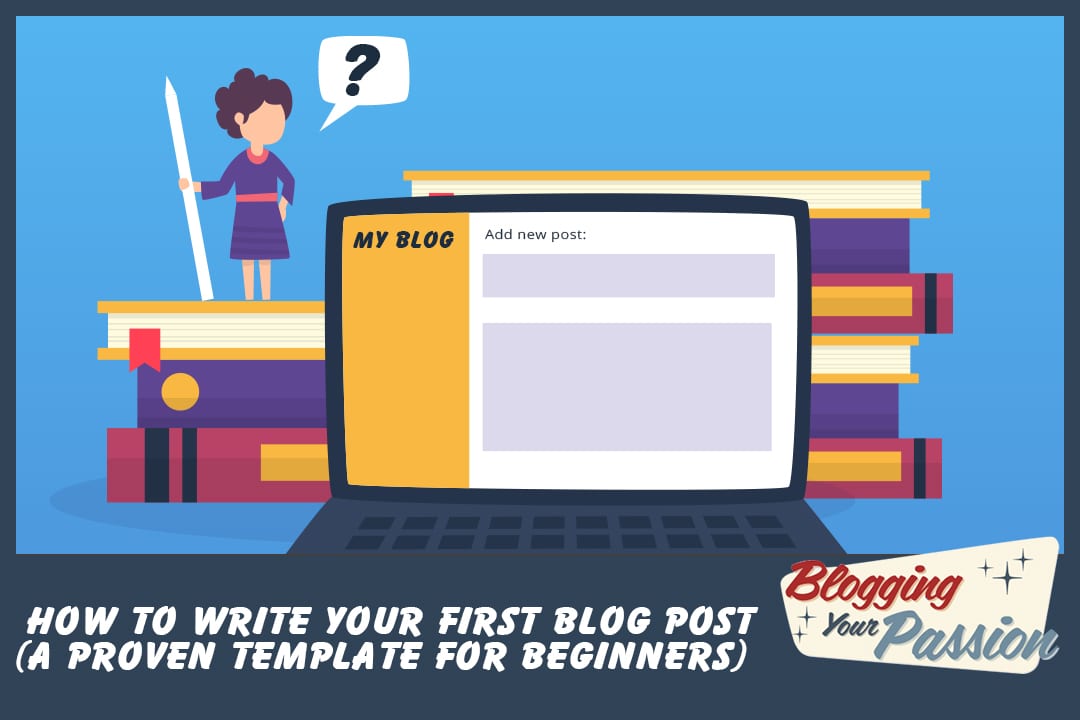 ?
MY BLOG
Add new post:
HOW TO WRITE YOUR FIRST BLOG POST
(A PROVEN TEMPLATE FOR BEGINNERS)
Blogging
Your Passion